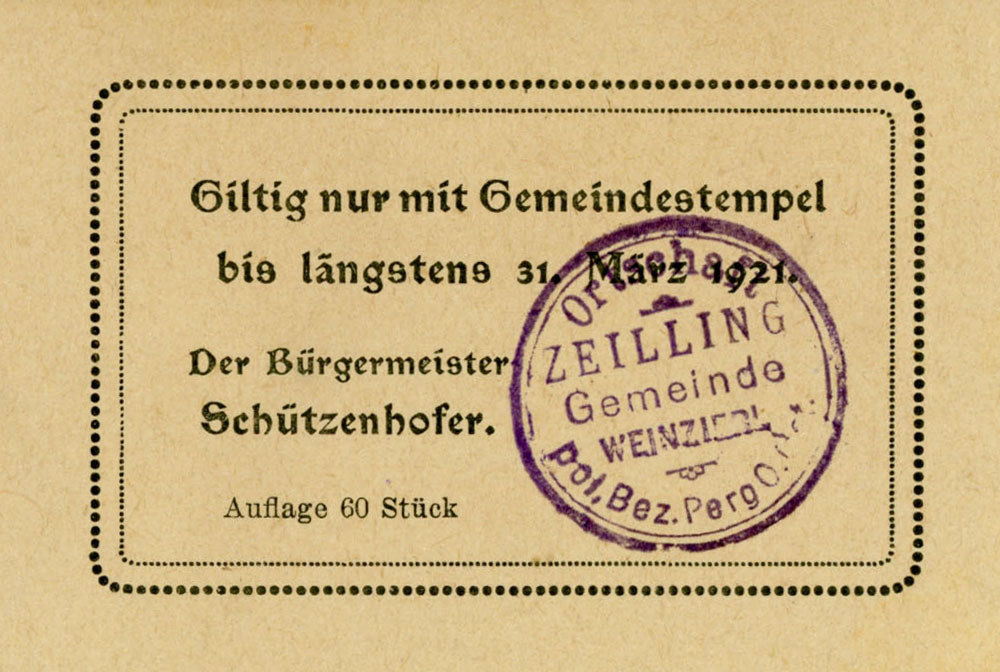 Giltig nur mit Gemeindestempel
bis längstens 31. März 1921.
Der Bürgermeister
Schützenhofer.
Auflage 60 Stück
Ortschaft
ZEILLING
Gemeinde
pol. Bez. Perg